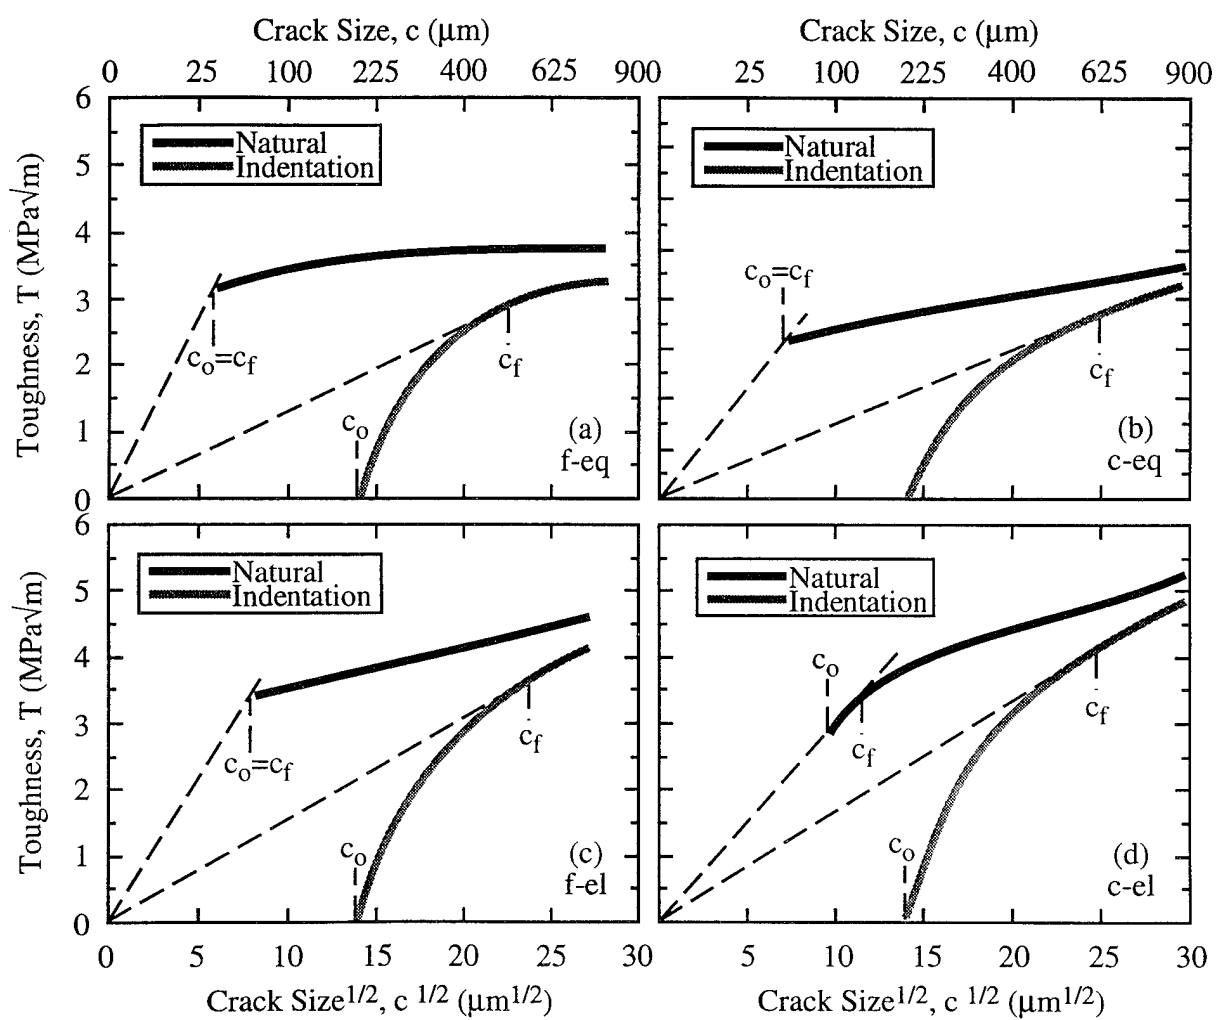 Crack Size, c (μm) Crack Size, c (μm)
0 25 100 225 400 625 900 25 100 225 400 625 900
6
5
4
3
2
1
0
Toughness, T (MPa√m)
Natural
Indentation
c₀=c_f
c_f
c₀
(a)
f-eq
Natural
Indentation
c₀=c_f
c_f
(b)
c-eq
6
5
4
3
2
1
0
Toughness, T (MPa√m)
Natural
Indentation
c₀=c_f
c_f
c₀
(c)
f-el
Natural
Indentation
c₀
c_f
c_f
c₀
(d)
c-el
0 5 10 15 20 25 30 5 10 15 20 25 30
Crack Size^1/2, c ^1/2 (μm^1/2) Crack Size^1/2, c ^1/2 (μm^1/2)